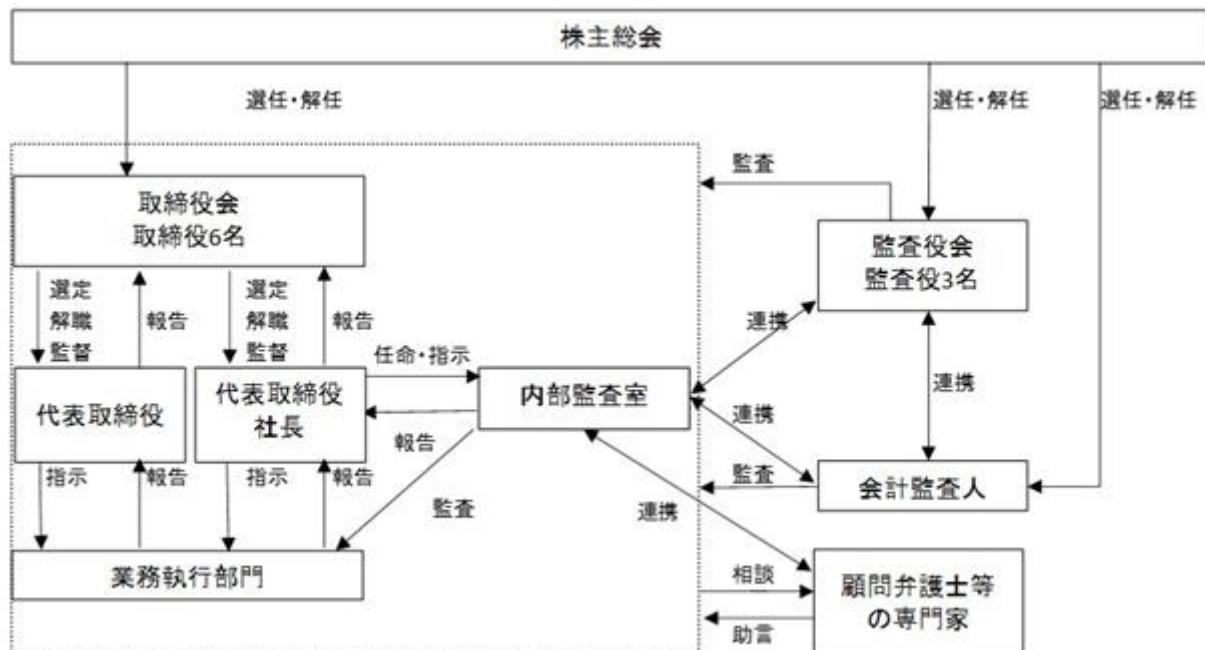 株主総会
選任・解任
選任・解任
選任・解任
監査
取締役会
取締役6名
監査役会
監査役3名
選定
解職
監督
報告
選定
解職
監督
報告
連携
任命・指示
代表取締役
代表取締役
社長
内部監査室
連携
連携
報告
指示
報告
指示
報告
監査
会計監査人
監査
連携
業務執行部門
相談
顧問弁護士等
の専門家
助言